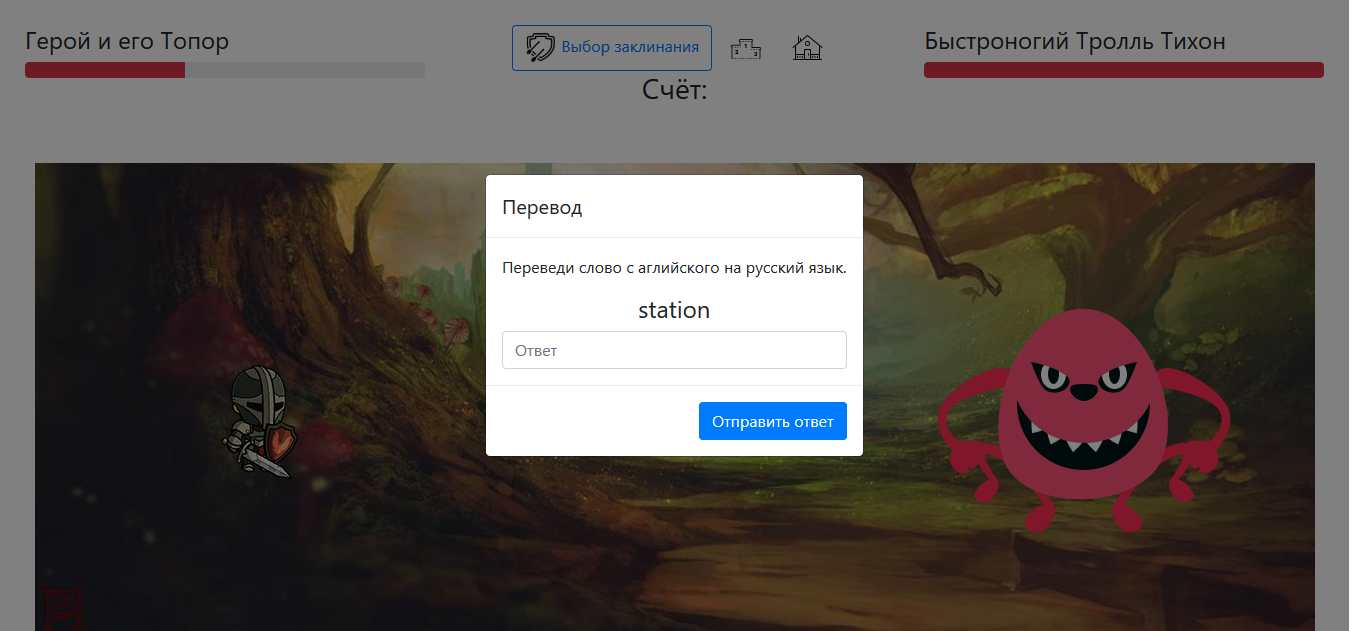 Герой и его Топор
Выбор заклинания
Быстроногий Тролль Тихон
Счёт:
Перевод
Переведи слово с аглийского на русский язык.
station
Ответ
Отправить ответ